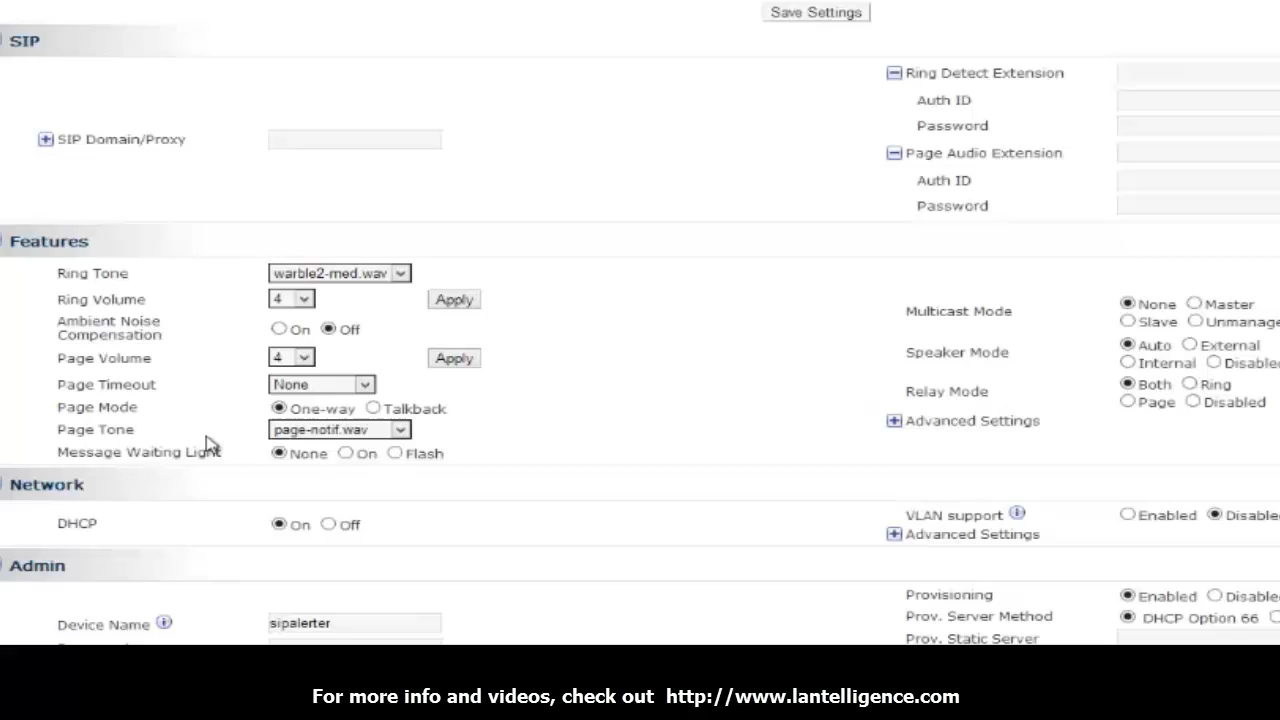 Save Settings
SIP
SIP Domain/Proxy
Ring Detect Extension
Auth ID
Password
Page Audio Extension
Auth ID
Password
Features
Ring Tone warble2-med.wav
Ring Volume 4 Apply
Ambient Noise
Compensation On Off
Page Volume 4 Apply
Page Timeout None
Page Mode One-way Talkback
Page Tone page-notif.wav
Message Waiting Light None On Flash
Multicast Mode None Master
Slave Unmanage
Speaker Mode Auto External
Internal Disable
Relay Mode Both Ring
Page Disabled
Advanced Settings
Network
DHCP On Off
VLAN support Enabled Disable
Advanced Settings
Admin
Device Name sipalerter
Provisioning Enabled Disable
Prov. Server Method DHCP Option 66
Prov. Static Server
For more info and videos, check out http://www.lantelligence.com